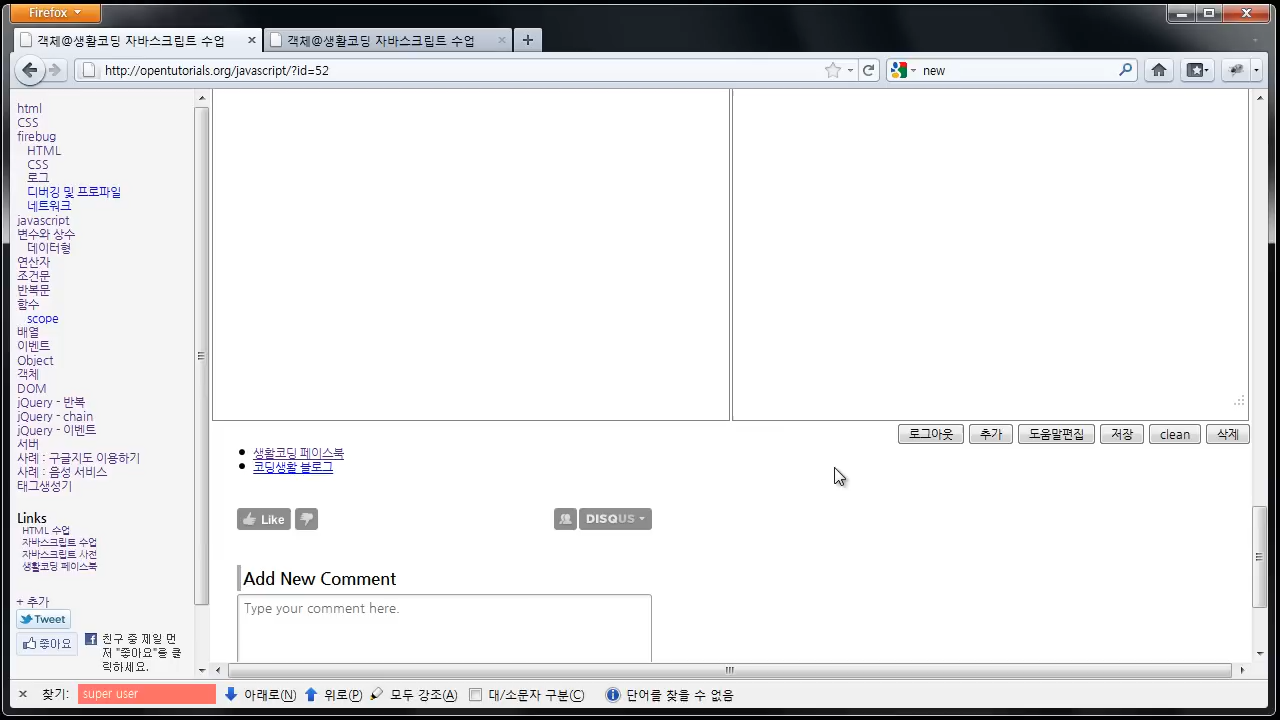 Firefox
객체@생활코딩 자바스크립트 수업
객체@생활코딩 자바스크립트 수업
http://opentutorials.org/javascript/?id=52
new
html
CSS
firebug
HTML
CSS
로그
디버깅 및 프로파일
네트워크
javascript
변수와 상수
데이터형
연산자
조건문
반복문
함수
scope
배열
이벤트
Object
객체
DOM
jQuery - 반복
jQuery - chain
jQuery - 이벤트
서버
사례 : 구글지도 이용하기
사례 : 음성 서비스
태그생성기
Links
HTML 수업
자바스크립트 수업
자바스크립트 사전
생활코딩 페이스북
+ 추가
Tweet
좋아요
친구 중 제일 먼
저 "좋아요"를 클
릭하세요.
로그아웃
추가
도움말편집
저장
clean
삭제
생활코딩 페이스북
코딩생활 블로그
Like
DISQUS
Add New Comment
Type your comment here.
찾기:
super user
아래로(N)
위로(P)
모두 강조(A)
대/소문자 구분(C)
단어를 찾을 수 없음